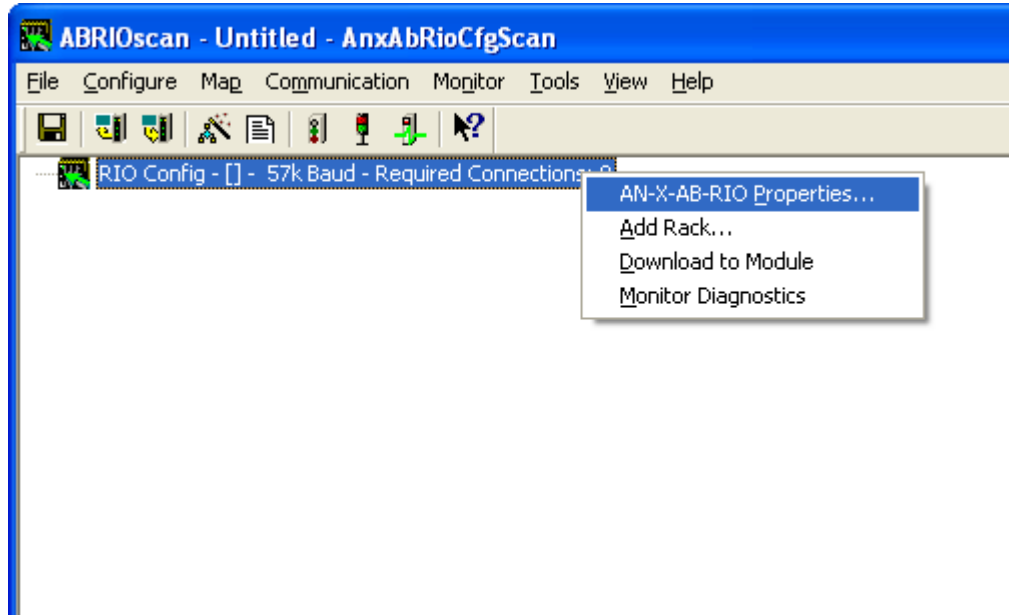 ABRIOscan - Untitled - AnxAbRioCfgScan
File Configure Map Communication Monitor Tools View Help
RIO Config - [] - 57k Baud - Required Connections:
AN-X-AB-RIO Properties...
Add Rack...
Download to Module
Monitor Diagnostics